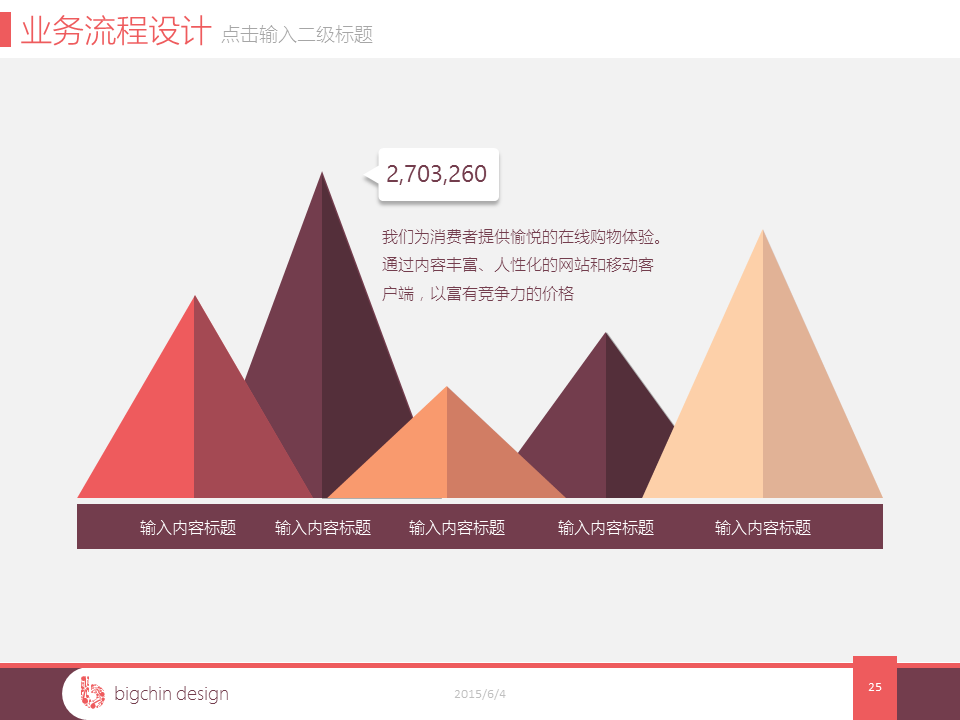 业务流程设计 点击输入二级标题
2,703,260
我们为消费者提供愉悦的在线购物体验。
通过内容丰富、人性化的网站和移动客
户端，以富有竞争力的价格
输入内容标题 输入内容标题 输入内容标题 输入内容标题 输入内容标题
bigchin design 2015/6/4 25